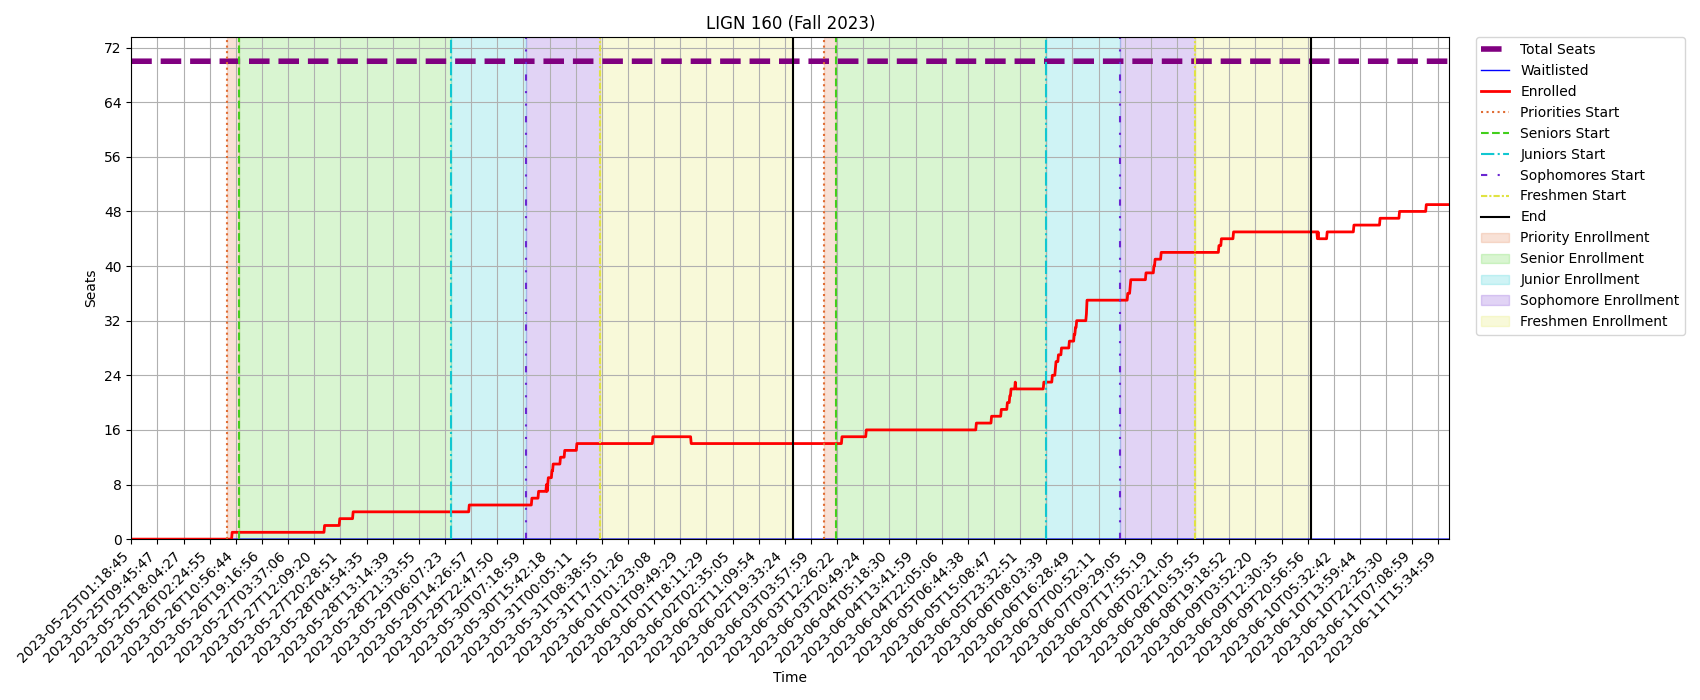 LIGN 160 (Fall 2023)
72
64
56
48
40
32
24
16
8
0
Seats
2023-05-25T01:18:45
2023-05-25T09:45:47
2023-05-25T18:04:27
2023-05-26T02:24:55
2023-05-26T10:56:44
2023-05-26T19:16:56
2023-05-27T03:37:06
2023-05-27T12:09:20
2023-05-27T20:28:51
2023-05-28T04:54:35
2023-05-28T13:14:39
2023-05-28T21:33:55
2023-05-29T06:07:23
2023-05-29T14:26:57
2023-05-29T22:47:50
2023-05-30T07:18:59
2023-05-30T15:42:18
2023-05-31T00:05:11
2023-05-31T08:38:55
2023-05-31T17:01:26
2023-06-01T01:23:08
2023-06-01T09:49:29
2023-06-01T18:11:29
2023-06-02T02:35:05
2023-06-02T11:09:54
2023-06-02T19:33:24
2023-06-03T03:57:59
2023-06-03T12:26:22
2023-06-03T20:49:24
2023-06-04T05:18:30
2023-06-04T13:41:59
2023-06-04T22:05:06
2023-06-05T06:44:38
2023-06-05T15:08:47
2023-06-05T23:32:51
2023-06-06T08:03:39
2023-06-06T16:28:49
2023-06-07T00:52:11
2023-06-07T09:29:05
2023-06-07T17:55:19
2023-06-08T02:21:05
2023-06-08T10:53:55
2023-06-08T19:18:52
2023-06-09T03:52:20
2023-06-09T12:30:35
2023-06-09T20:56:56
2023-06-10T05:32:42
2023-06-10T13:59:44
2023-06-10T22:25:30
2023-06-11T07:08:59
2023-06-11T15:34:59
Time
Total Seats
Waitlisted
Enrolled
Priorities Start
Seniors Start
Juniors Start
Sophomores Start
Freshmen Start
End
Priority Enrollment
Senior Enrollment
Junior Enrollment
Sophomore Enrollment
Freshmen Enrollment